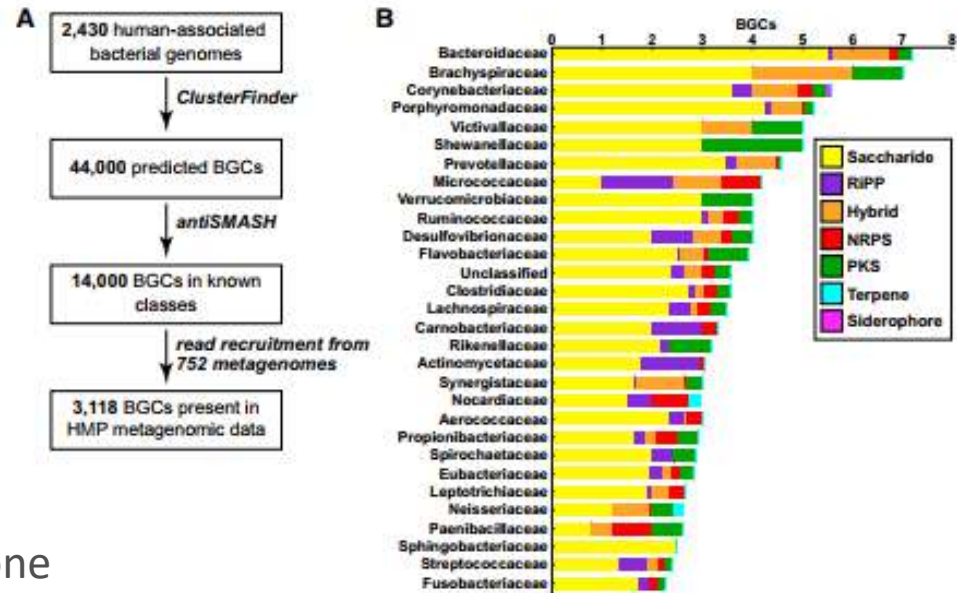 A
2,430 human-associated
bacterial genomes
ClusterFinder
44,000 predicted BGCs
antiSMASH
14,000 BGCs in known
classes
read recruitment from
752 metagenomes
3,118 BGCs present in
HMP metagenomic data
one
B
BGCs
0 1 2 3 4 5 6 7 8
Bacteroidaceae
Brachyspiraceae
Corynebacteriaceae
Porphyromonadaceae
Victivallaceae
Shewanellaceae
Prevotellaceae
Micrococcaceae
Verrucomicrobiaceae
Ruminococcaceae
Desulfovibrionaceae
Flavobacteriaceae
Unclassified
Clostridiaceae
Lachnospiraceae
Carnobacteriaceae
Rikenellaceae
Actinomycetaceae
Synergistaceae
Nocardiaceae
Aerococcaceae
Propionibacteriaceae
Spirochaetaceae
Eubacteriaceae
Leptotrichiaceae
Neisseriaceae
Paenibacillaceae
Sphingobacteriaceae
Streptococcaceae
Fusobacteriaceae
Saccharide
RiPP
Hybrid
NRPS
PKS
Terpene
Siderophore